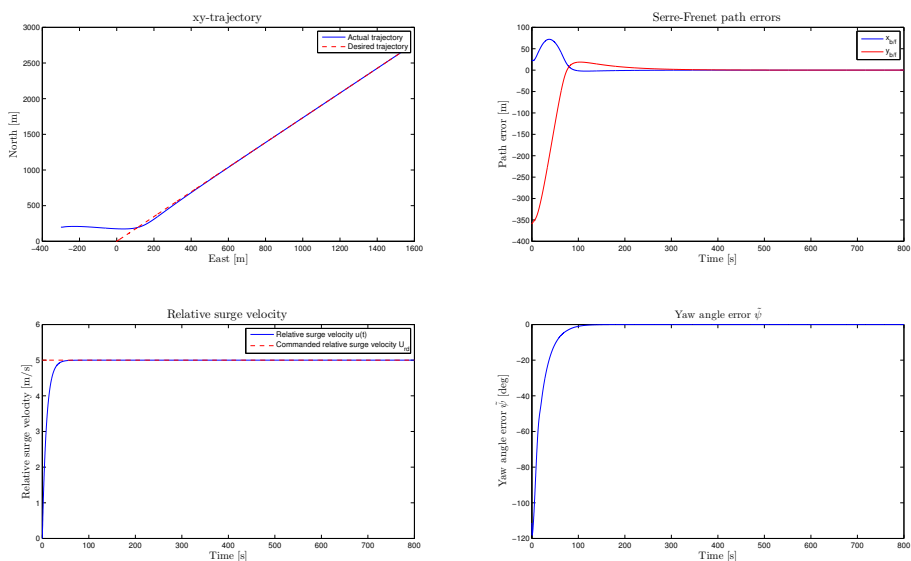 xy-trajectory
3000
2500
2000
1500
1000
500
0
North [m]
Actual trajectory
Desired trajectory
−400 −200 0 200 400 600 800 1000 1200 1400 1600
East [m]
Serre-Frenet path errors
100
50
0
−50
−100
−150
−200
−250
−300
−350
−400
Path error [m]
x_{b/f}
y_{b/f}
0 100 200 300 400 500 600 700 800
Time [s]
Relative surge velocity
6
5
4
3
2
1
0
Relative surge velocity [m/s]
Relative surge velocity u(t)
Commanded relative surge velocity U_{rd}
0 100 200 300 400 500 600 700 800
Time [s]
Yaw angle error ψ̃
0
−20
−40
−60
−80
−100
−120
Yaw angle error ψ̃ [deg]
0 100 200 300 400 500 600 700 800
Time [s]